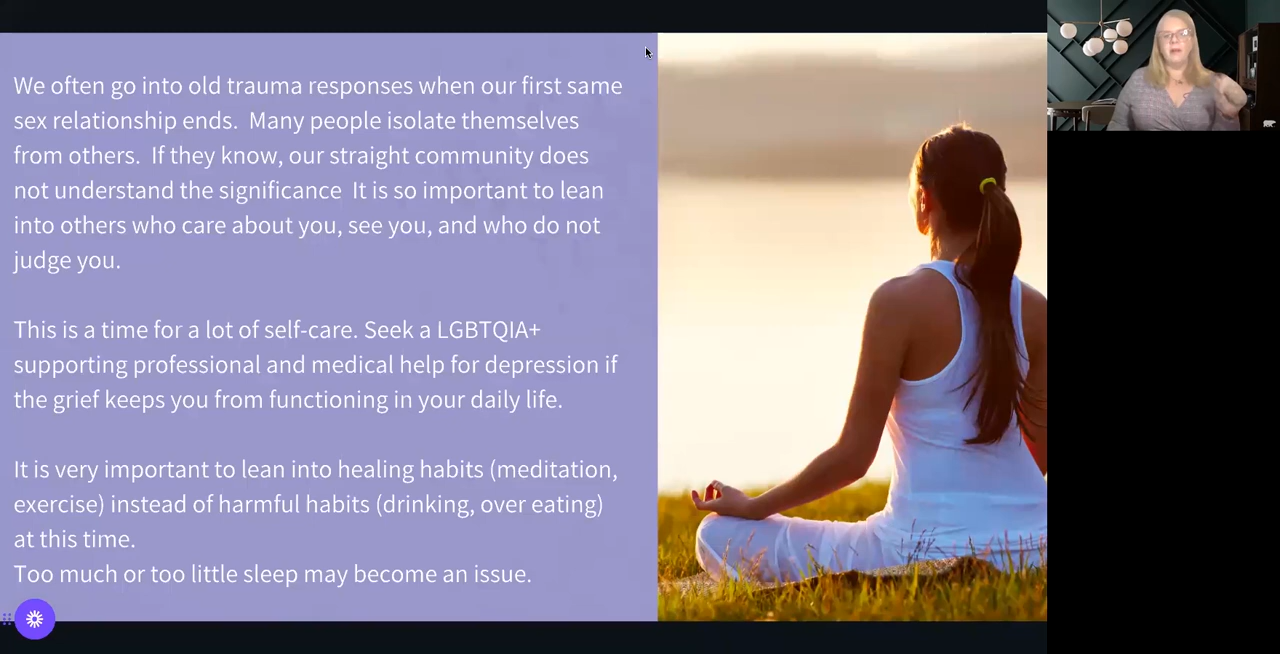 We often go into old trauma responses when our first same
sex relationship ends.  Many people isolate themselves
from others.  If they know, our straight community does
not understand the significance  It is so important to lean
into others who care about you, see you, and who do not
judge you.
This is a time for a lot of self-care. Seek a LGBTQIA+
supporting professional and medical help for depression if
the grief keeps you from functioning in your daily life.
It is very important to lean into healing habits (meditation,
exercise) instead of harmful habits (drinking, over eating)
at this time.
Too much or too little sleep may become an issue.